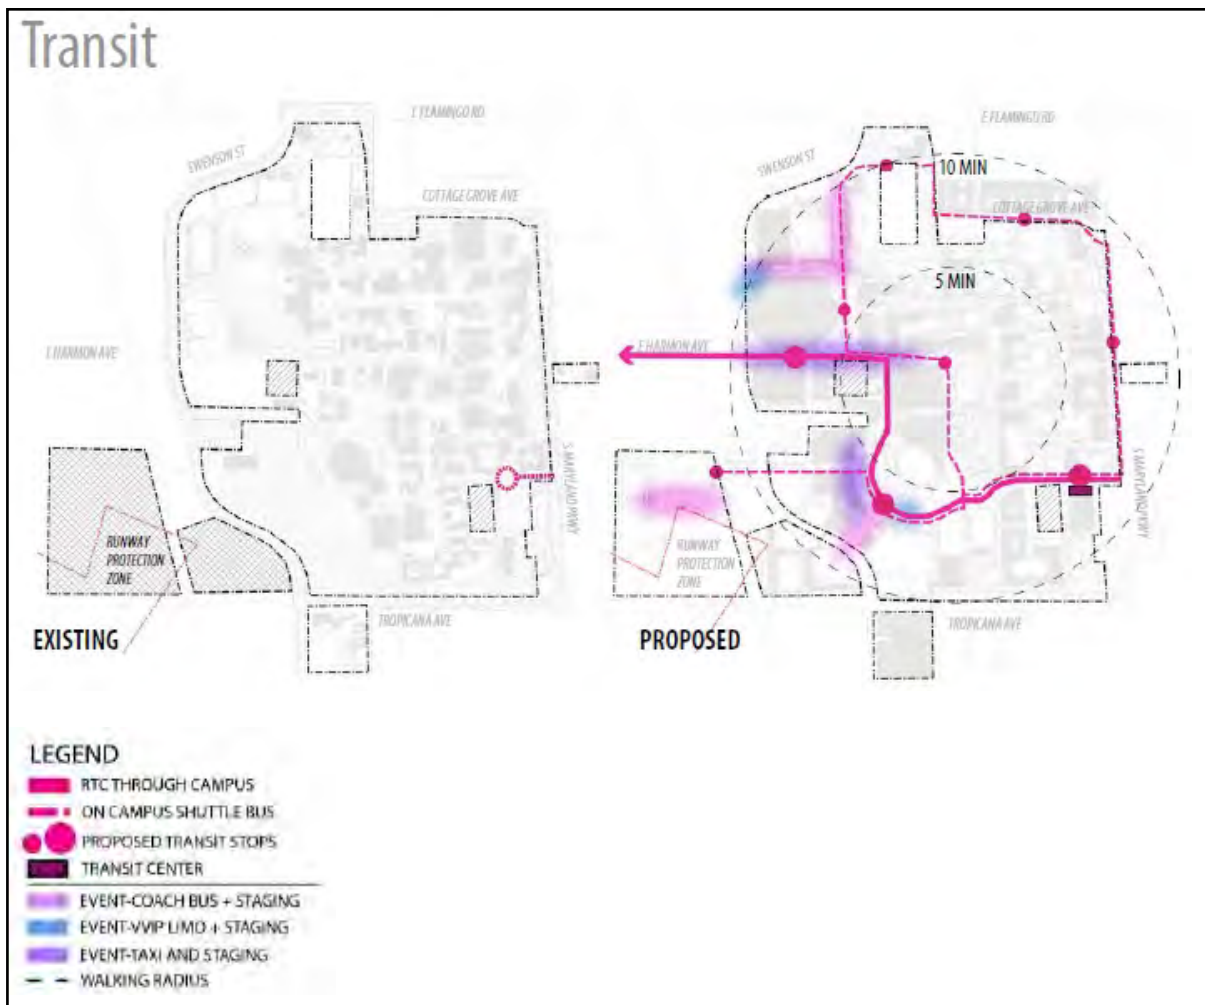 Transit
E FLAMINGO RD
SWENSON ST
COTTAGE GROVE AVE
E HARMON AVE
S MARYLAND PKWY
RUNWAY
PROTECTION
ZONE
TROPICANA AVE
EXISTING
E FLAMINGO RD
SWENSON ST
10 MIN
COTTAGE GROVE AVE
5 MIN
E HARMON AVE
S MARYLAND PKWY
RUNWAY
PROTECTION
ZONE
TROPICANA AVE
PROPOSED
LEGEND
RTC THROUGH CAMPUS
ON CAMPUS SHUTTLE BUS
PROPOSED TRANSIT STOPS
TRANSIT CENTER
EVENT-COACH BUS + STAGING
EVENT-VVIP LIMO + STAGING
EVENT-TAXI AND STAGING
WALKING RADIUS